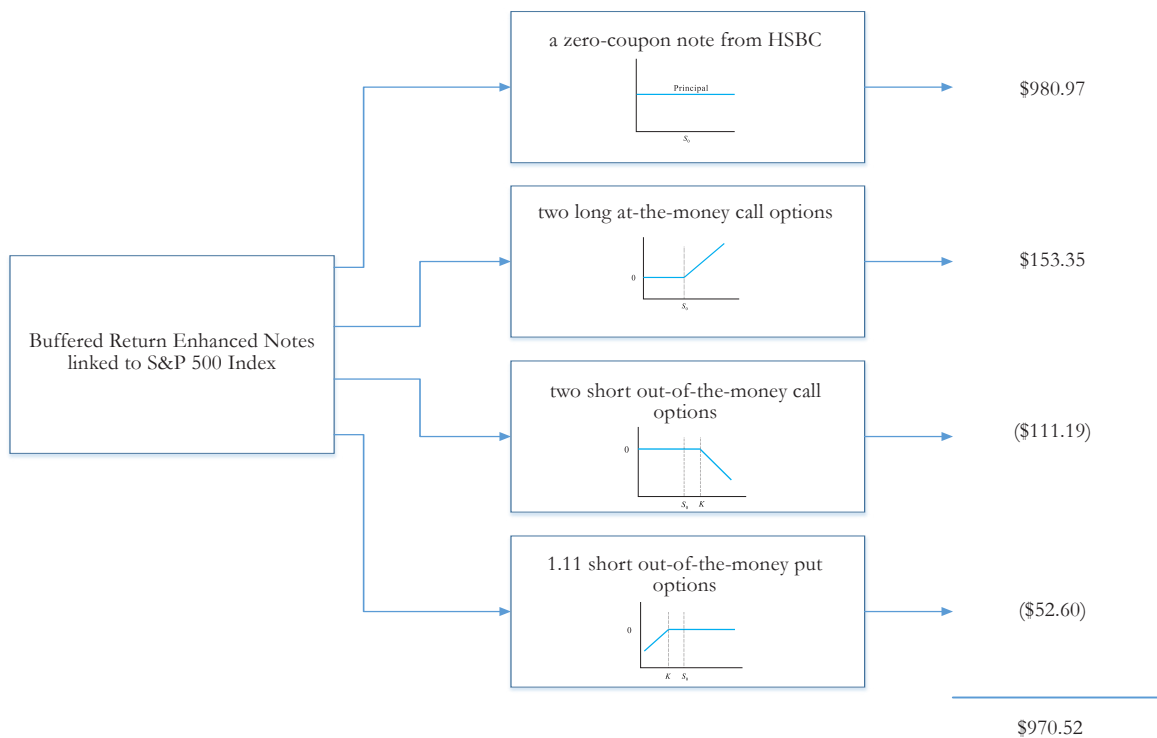 a zero-coupon note from HSBC
Principal
S₀
$980.97
two long at-the-money call options
0
S₀
$153.35
Buffered Return Enhanced Notes
linked to S&P 500 Index
two short out-of-the-money call
options
0
S₀ K
($111.19)
1.11 short out-of-the-money put
options
0
K S₀
($52.60)
$970.52